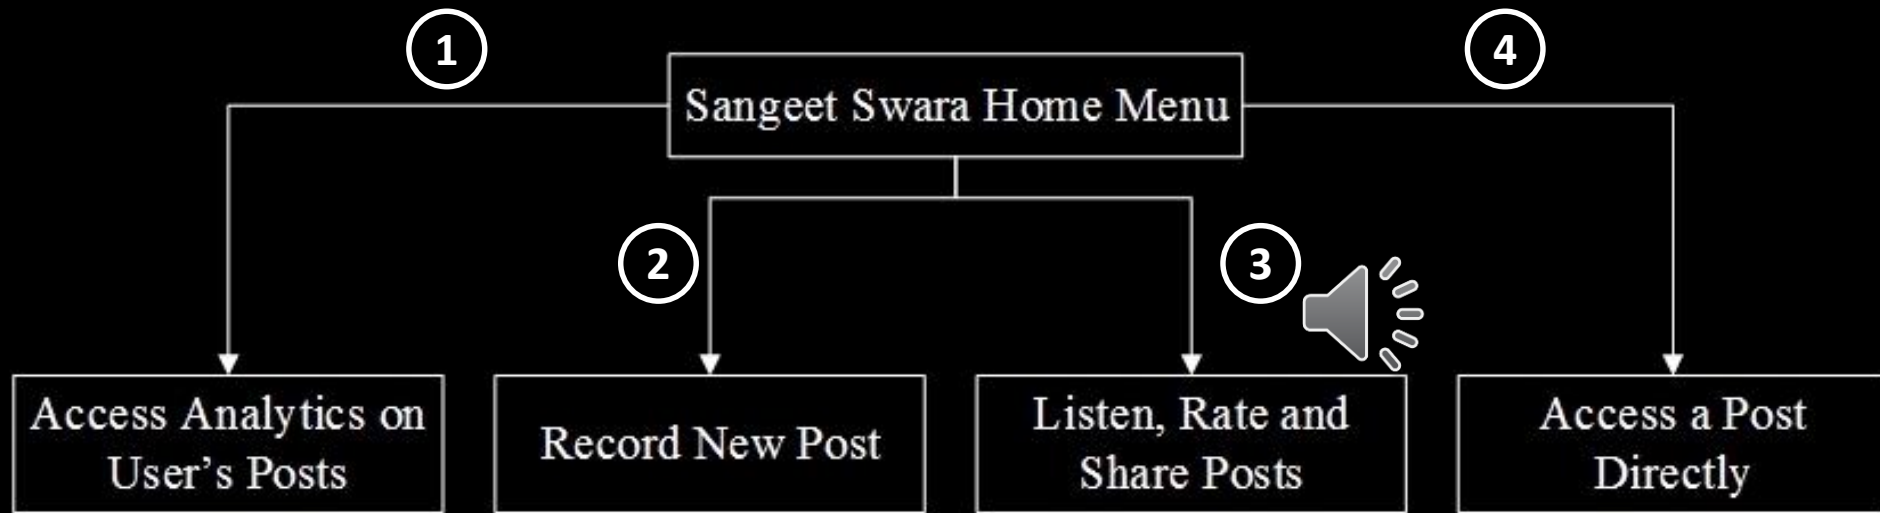 1
4
Sangeet Swara Home Menu
2
3
Access Analytics on
User's Posts
Record New Post
Listen, Rate and
Share Posts
Access a Post
Directly